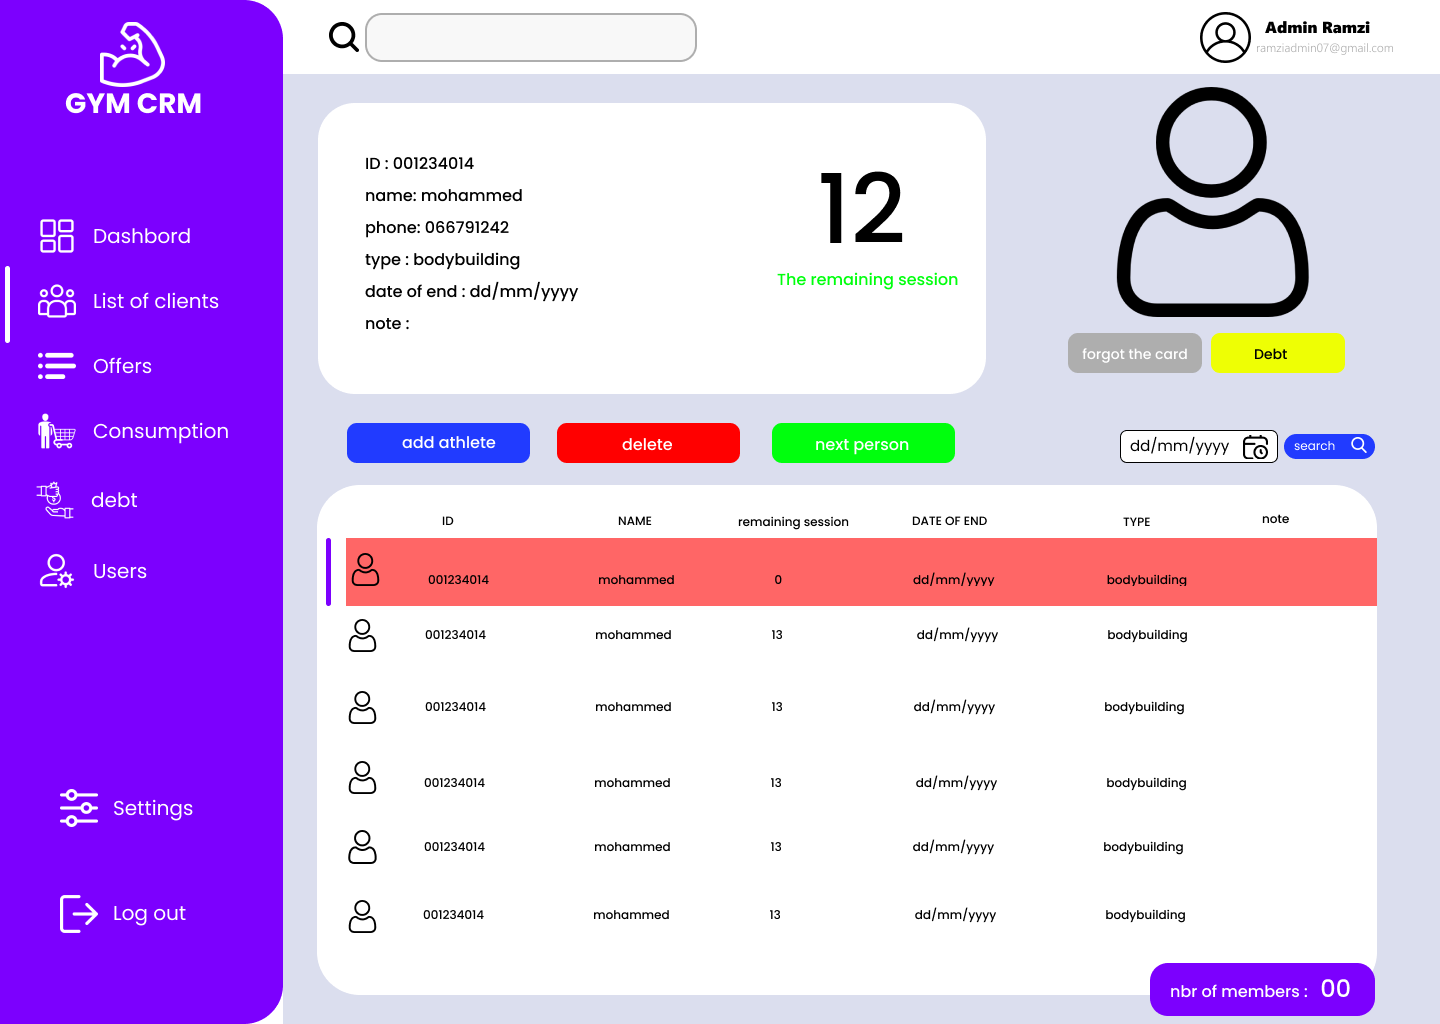 GYM CRM
Dashbord
List of clients
Offers
Consumption
debt
Users
Settings
Log out
Admin Ramzi
ramziadmin07@gmail.com
ID : 001234014
name: mohammed
phone: 066791242
type : bodybuilding
date of end : dd/mm/yyyy
note :
12
The remaining session
forgot the card
Debt
add athlete
delete
next person
dd/mm/yyyy
search
ID NAME remaining session DATE OF END TYPE note
001234014 mohammed 0 dd/mm/yyyy bodybuilding
001234014 mohammed 13 dd/mm/yyyy bodybuilding
001234014 mohammed 13 dd/mm/yyyy bodybuilding
001234014 mohammed 13 dd/mm/yyyy bodybuilding
001234014 mohammed 13 dd/mm/yyyy bodybuilding
001234014 mohammed 13 dd/mm/yyyy bodybuilding
nbr of members : 00